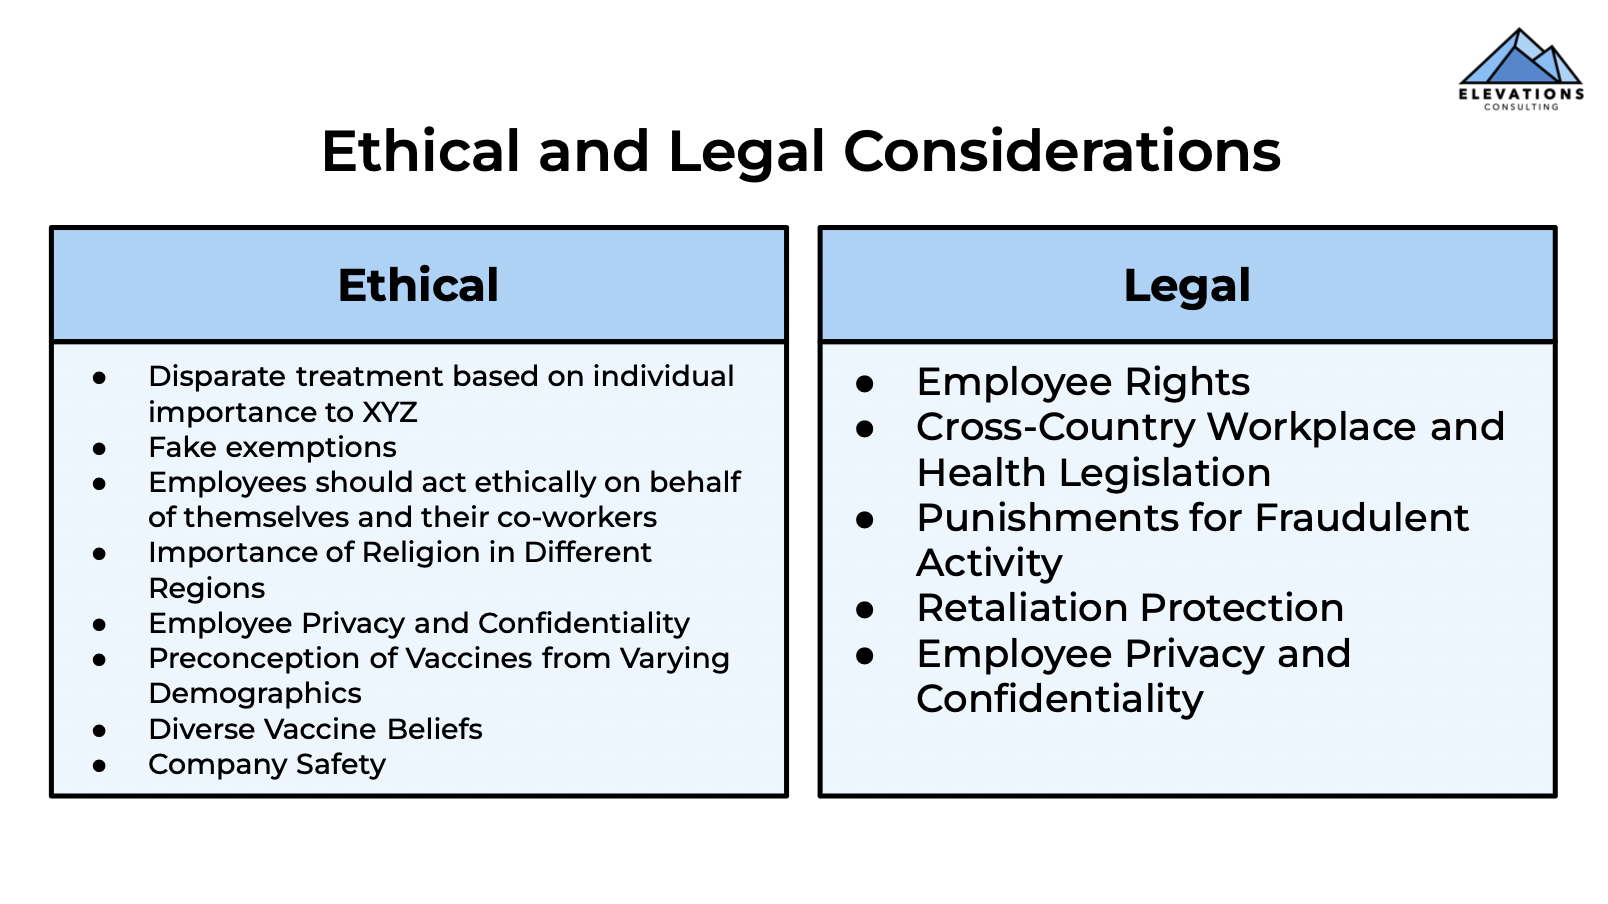 ELEVATIONS
CONSULTING
Ethical and Legal Considerations
Ethical
● Disparate treatment based on individual
importance to XYZ
● Fake exemptions
● Employees should act ethically on behalf
of themselves and their co-workers
● Importance of Religion in Different
Regions
● Employee Privacy and Confidentiality
● Preconception of Vaccines from Varying
Demographics
● Diverse Vaccine Beliefs
● Company Safety
Legal
● Employee Rights
● Cross-Country Workplace and
Health Legislation
● Punishments for Fraudulent
Activity
● Retaliation Protection
● Employee Privacy and
Confidentiality